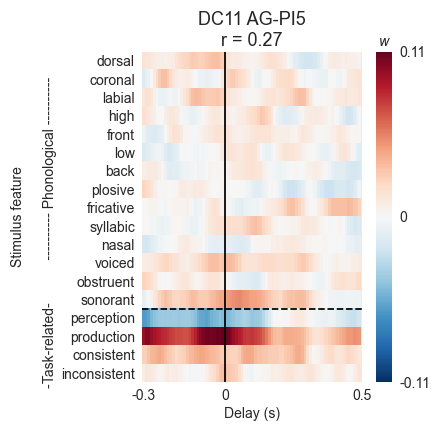 DC11 AG-PI5
r = 0.27
w
0.11
0
-0.11
Stimulus feature
---------- Phonological ----------
-Task-related-
dorsal
coronal
labial
high
front
low
back
plosive
fricative
syllabic
nasal
voiced
obstruent
sonorant
perception
production
consistent
inconsistent
-0.3
0
0.5
Delay (s)